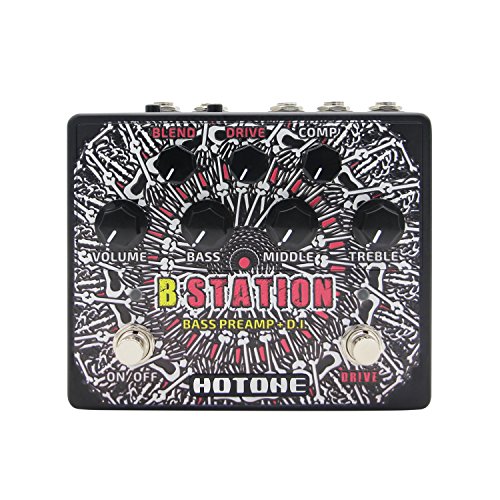 BLEND DRIVE COMP
VOLUME BASS MIDDLE TREBLE
B STATION
BASS PREAMP + D.I.
ON/OFF HOTONE DRIVE